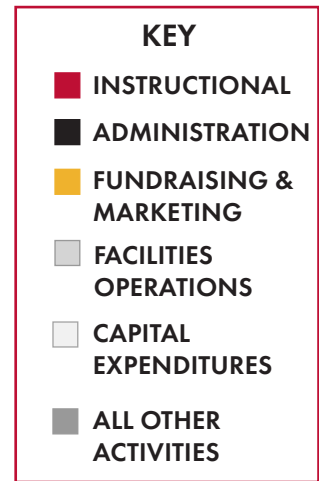 KEY
INSTRUCTIONAL
ADMINISTRATION
FUNDRAISING &
MARKETING
FACILITIES
OPERATIONS
CAPITAL
EXPENDITURES
ALL OTHER
ACTIVITIES